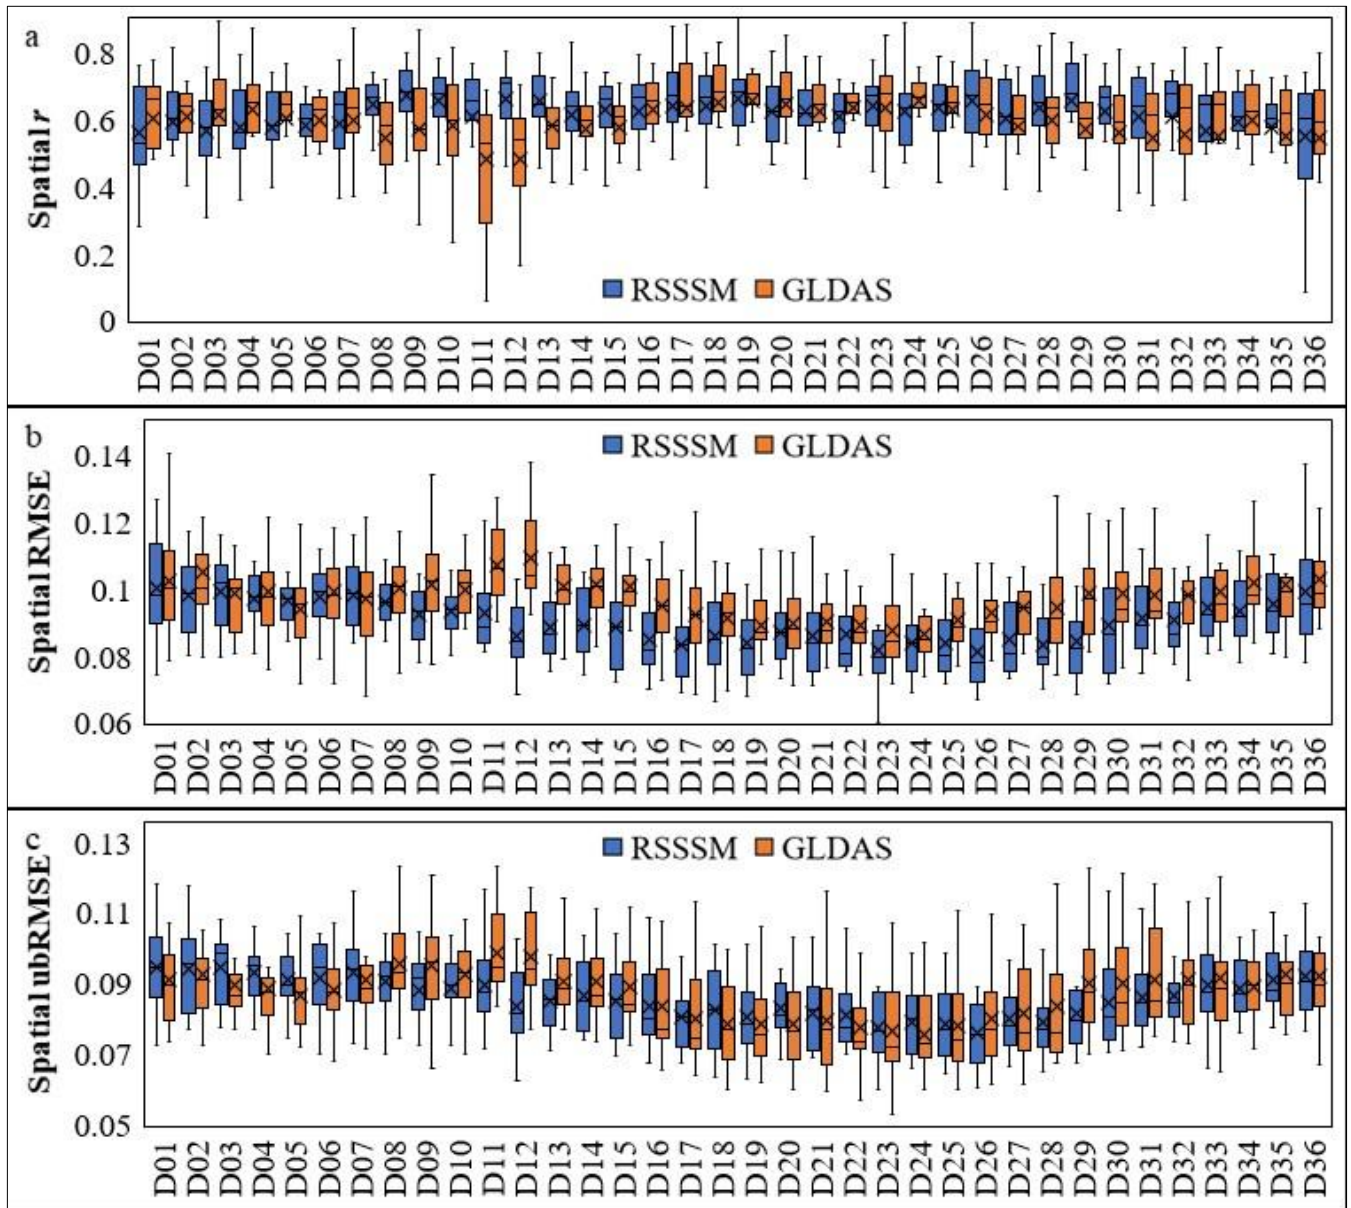 a
Spatial r
0.8
0.6
0.4
0.2
0
RSSSM GLDAS
D01 D02 D03 D04 D05 D06 D07 D08 D09 D10 D11 D12 D13 D14 D15 D16 D17 D18 D19 D20 D21 D22 D23 D24 D25 D26 D27 D28 D29 D30 D31 D32 D33 D34 D35 D36
b
Spatial RMSE
0.14
0.12
0.1
0.08
0.06
RSSSM GLDAS
D01 D02 D03 D04 D05 D06 D07 D08 D09 D10 D11 D12 D13 D14 D15 D16 D17 D18 D19 D20 D21 D22 D23 D24 D25 D26 D27 D28 D29 D30 D31 D32 D33 D34 D35 D36
c
Spatial ubRMSE
0.13
0.11
0.09
0.07
0.05
RSSSM GLDAS
D01 D02 D03 D04 D05 D06 D07 D08 D09 D10 D11 D12 D13 D14 D15 D16 D17 D18 D19 D20 D21 D22 D23 D24 D25 D26 D27 D28 D29 D30 D31 D32 D33 D34 D35 D36